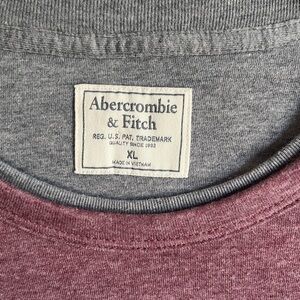 Abercrombie
& Fitch
REG. U.S. PAT. TRADEMARK
QUALITY SINCE 1892
XL
MADE IN VIETNAM